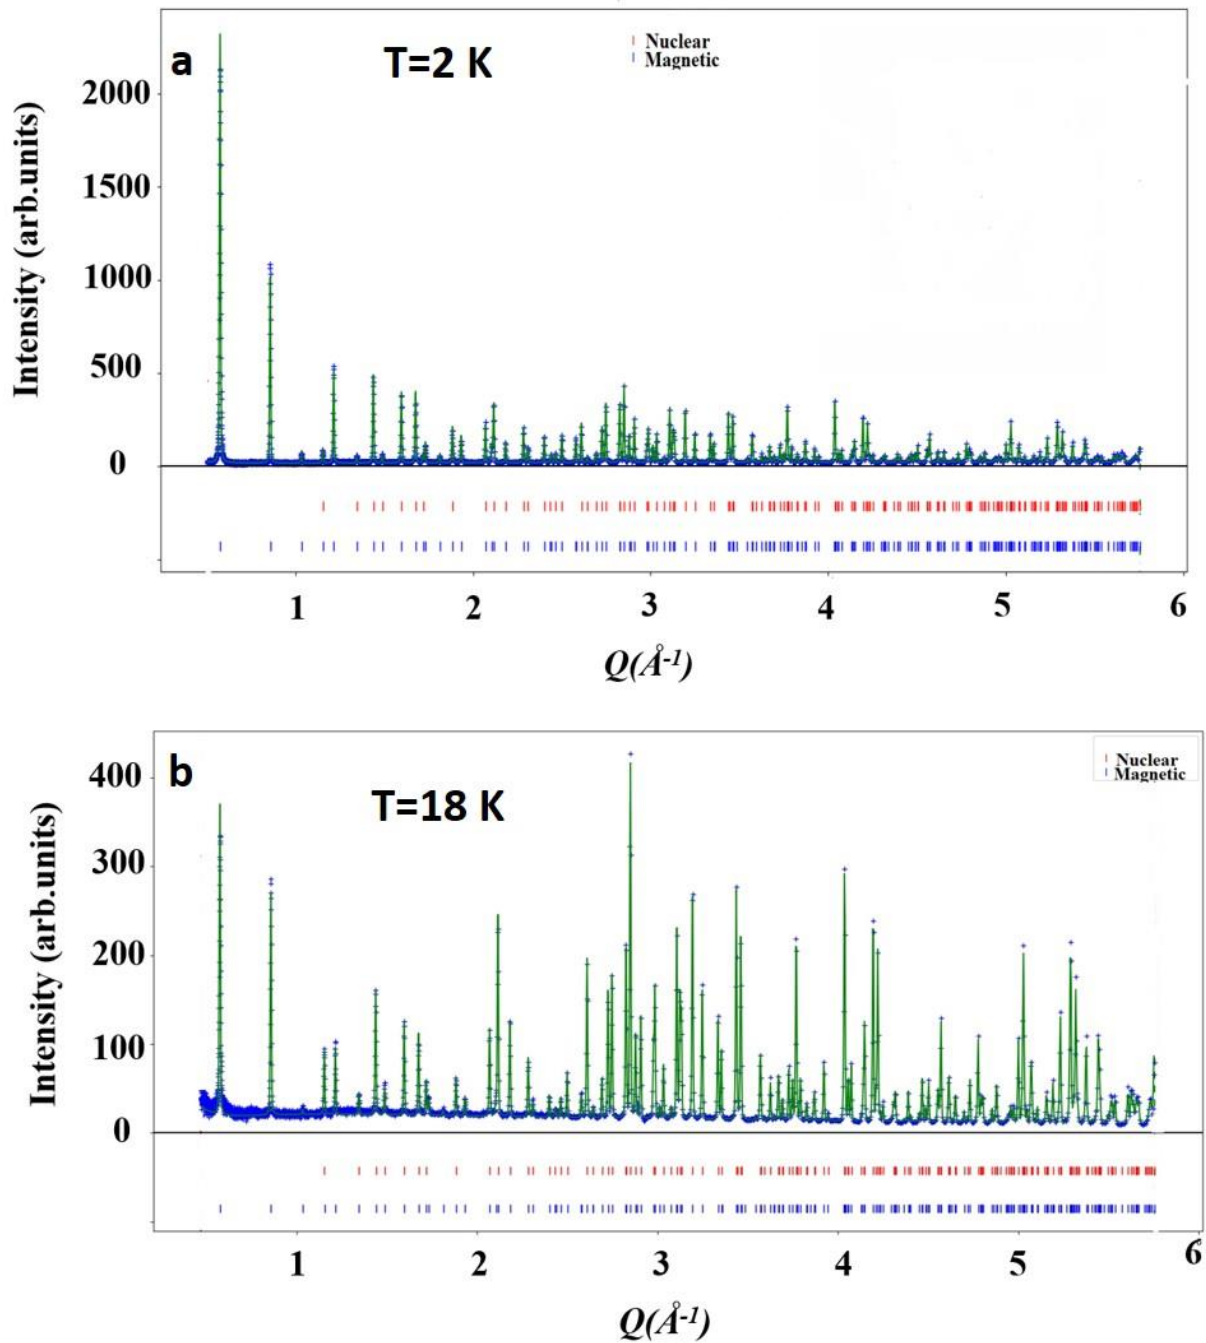 a
T=2 K
Nuclear
Magnetic
Intensity (arb.units)
2000
1500
1000
500
0
1 2 3 4 5 6
Q(Å-1)
b
T=18 K
Nuclear
Magnetic
Intensity (arb.units)
400
300
200
100
0
1 2 3 4 5 6
Q(Å-1)